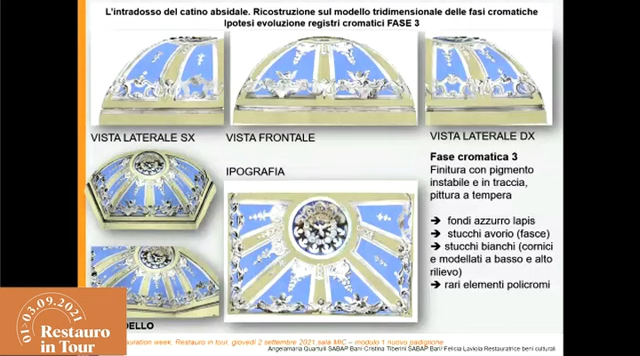 L'intradosso del catino absidale. Ricostruzione sul modello tridimensionale delle fasi cromatiche
Ipotesi evoluzione registri cromatici FASE 3
VISTA LATERALE SX
VISTA FRONTALE
VISTA LATERALE DX
IPOGRAFIA
Fase cromatica 3
Finitura con pigmento
instabile e in traccia,
pittura a tempera
➔ fondi azzurro lapis
➔ stucchi avorio (fasce)
➔ stucchi bianchi (cornici
e modellati a basso e alto
rilievo)
➔ rari elementi policromi
DELLO
01>03.09.2021
Restauro
in Tour
uration week, Restauro in tour, giovedì 2 settembre 2021,sala MIC – modulo 1 nuovo padiglione
Angelamaria Quartulli SABAP Bari Cristina Tiberini SABAP Bari Felicia Laviola Restauratrice beni culturali